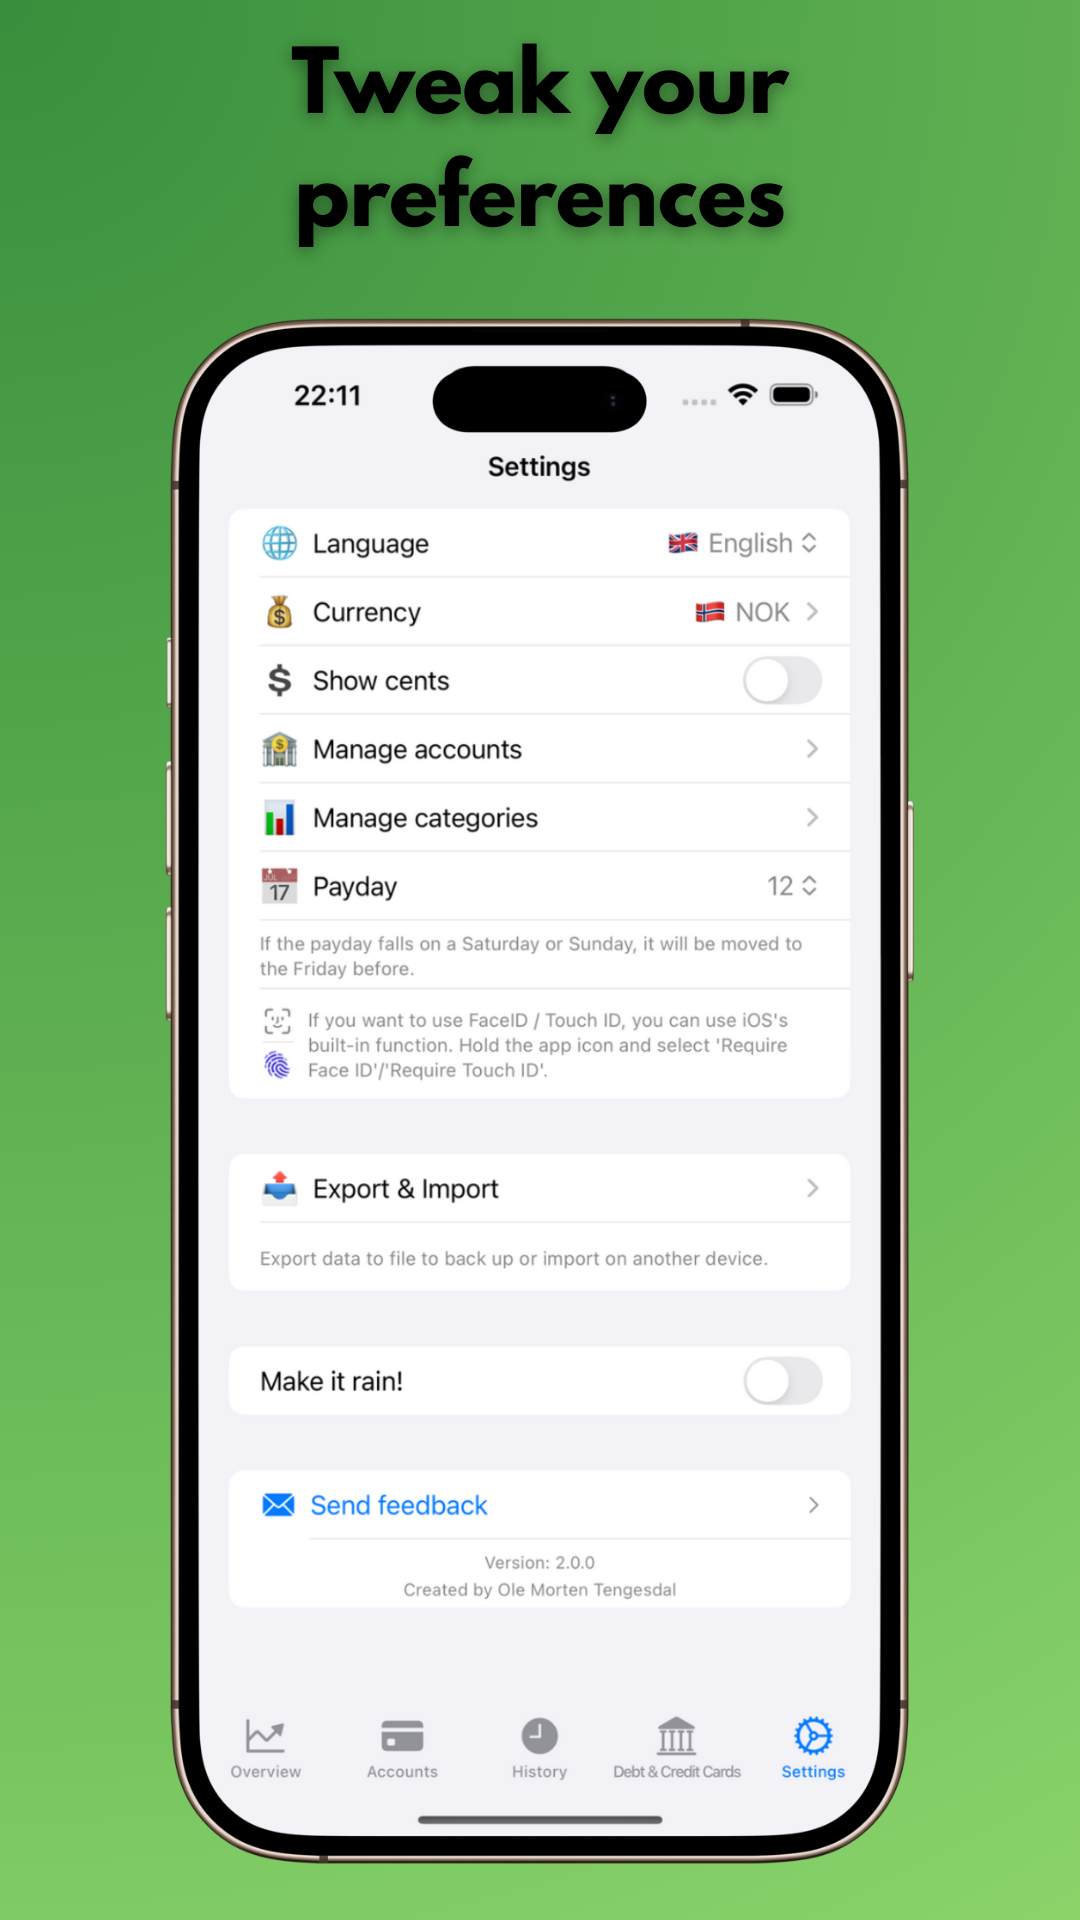 Tweak your
preferences
22:11
Settings
Language
English
Currency
NOK
Show cents
Manage accounts
Manage categories
JUL
17
Payday
12
If the payday falls on a Saturday or Sunday, it will be moved to
the Friday before.
If you want to use FaceID / Touch ID, you can use iOS's
built-in function. Hold the app icon and select 'Require
Face ID'/'Require Touch ID'.
Export & Import
Export data to file to back up or import on another device.
Make it rain!
Send feedback
Version: 2.0.0
Created by Ole Morten Tengesdal
Overview
Accounts
History
Debt & Credit Cards
Settings